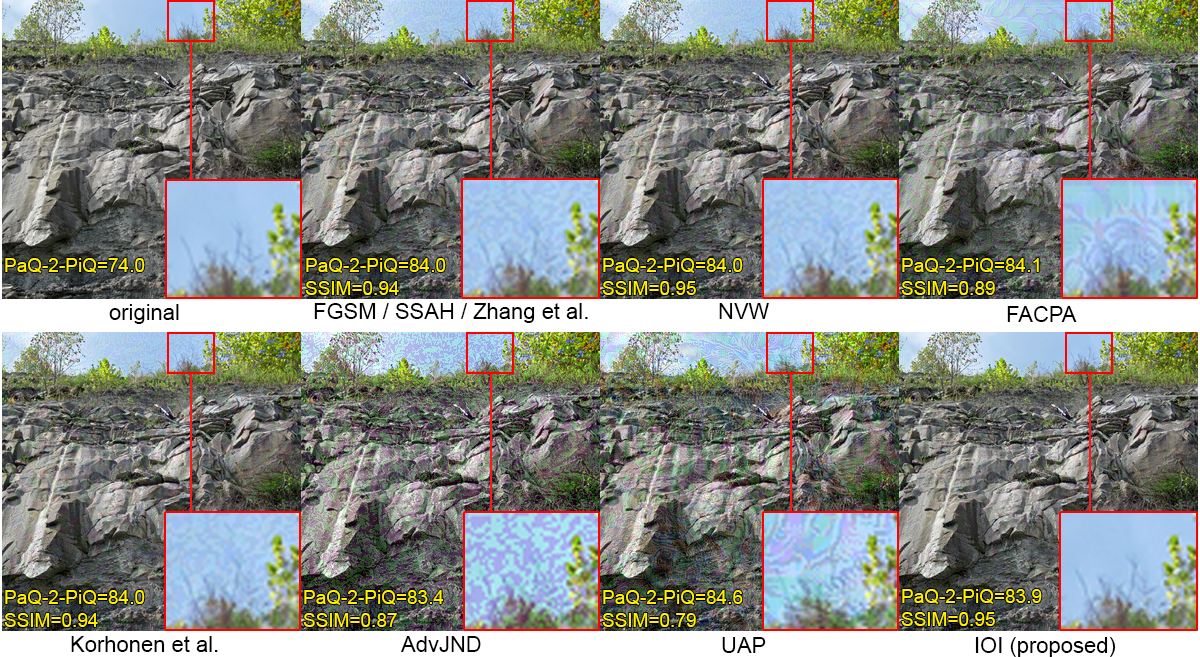 PaQ-2-PiQ=74.0
original
PaQ-2-PiQ=84.0
SSIM=0.94
FGSM / SSAH / Zhang et al.
PaQ-2-PiQ=84.0
SSIM=0.95
NVW
PaQ-2-PiQ=84.1
SSIM=0.89
FACPA
PaQ-2-PiQ=84.0
SSIM=0.94
Korhonen et al.
PaQ-2-PiQ=83.4
SSIM=0.87
AdvJND
PaQ-2-PiQ=84.6
SSIM=0.79
UAP
PaQ-2-PiQ=83.9
SSIM=0.95
IOI (proposed)